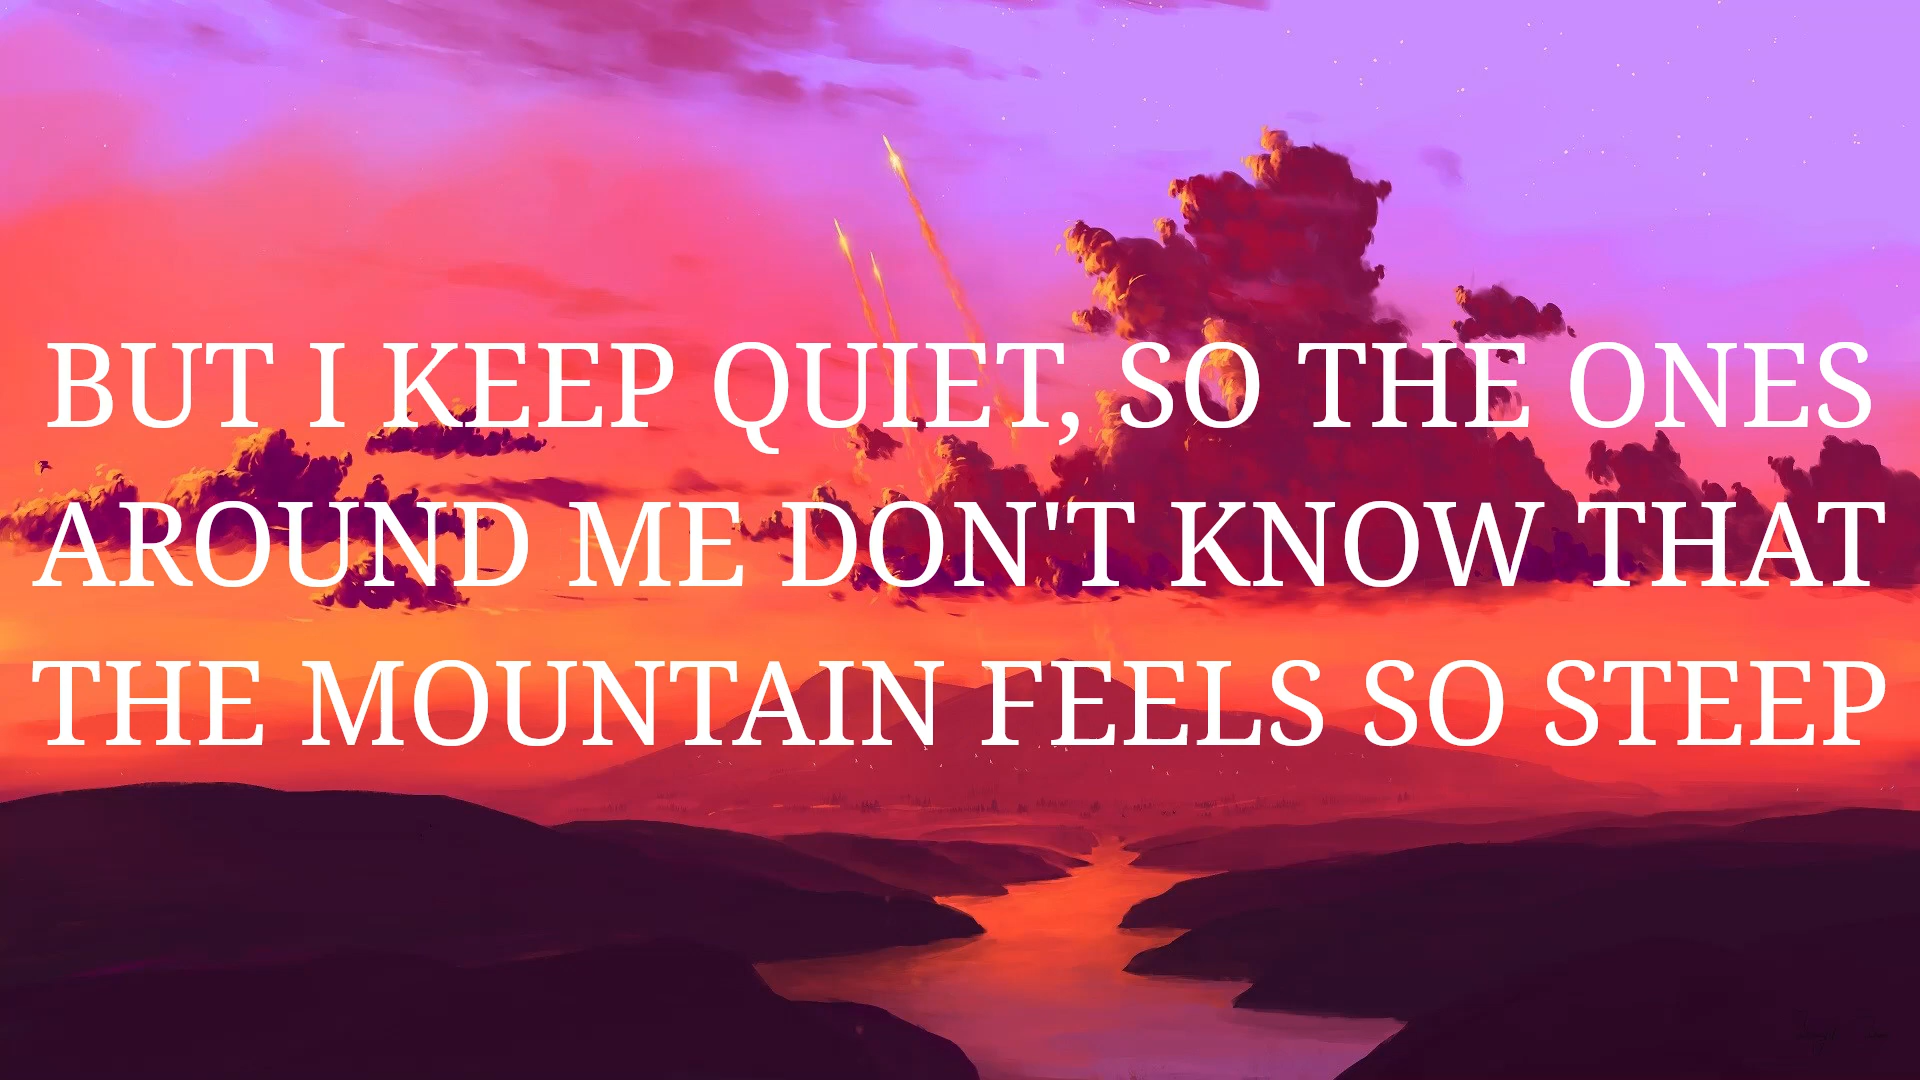 BUT I KEEP QUIET, SO THE ONES
AROUND ME DON'T KNOW THAT
THE MOUNTAIN FEELS SO STEEP